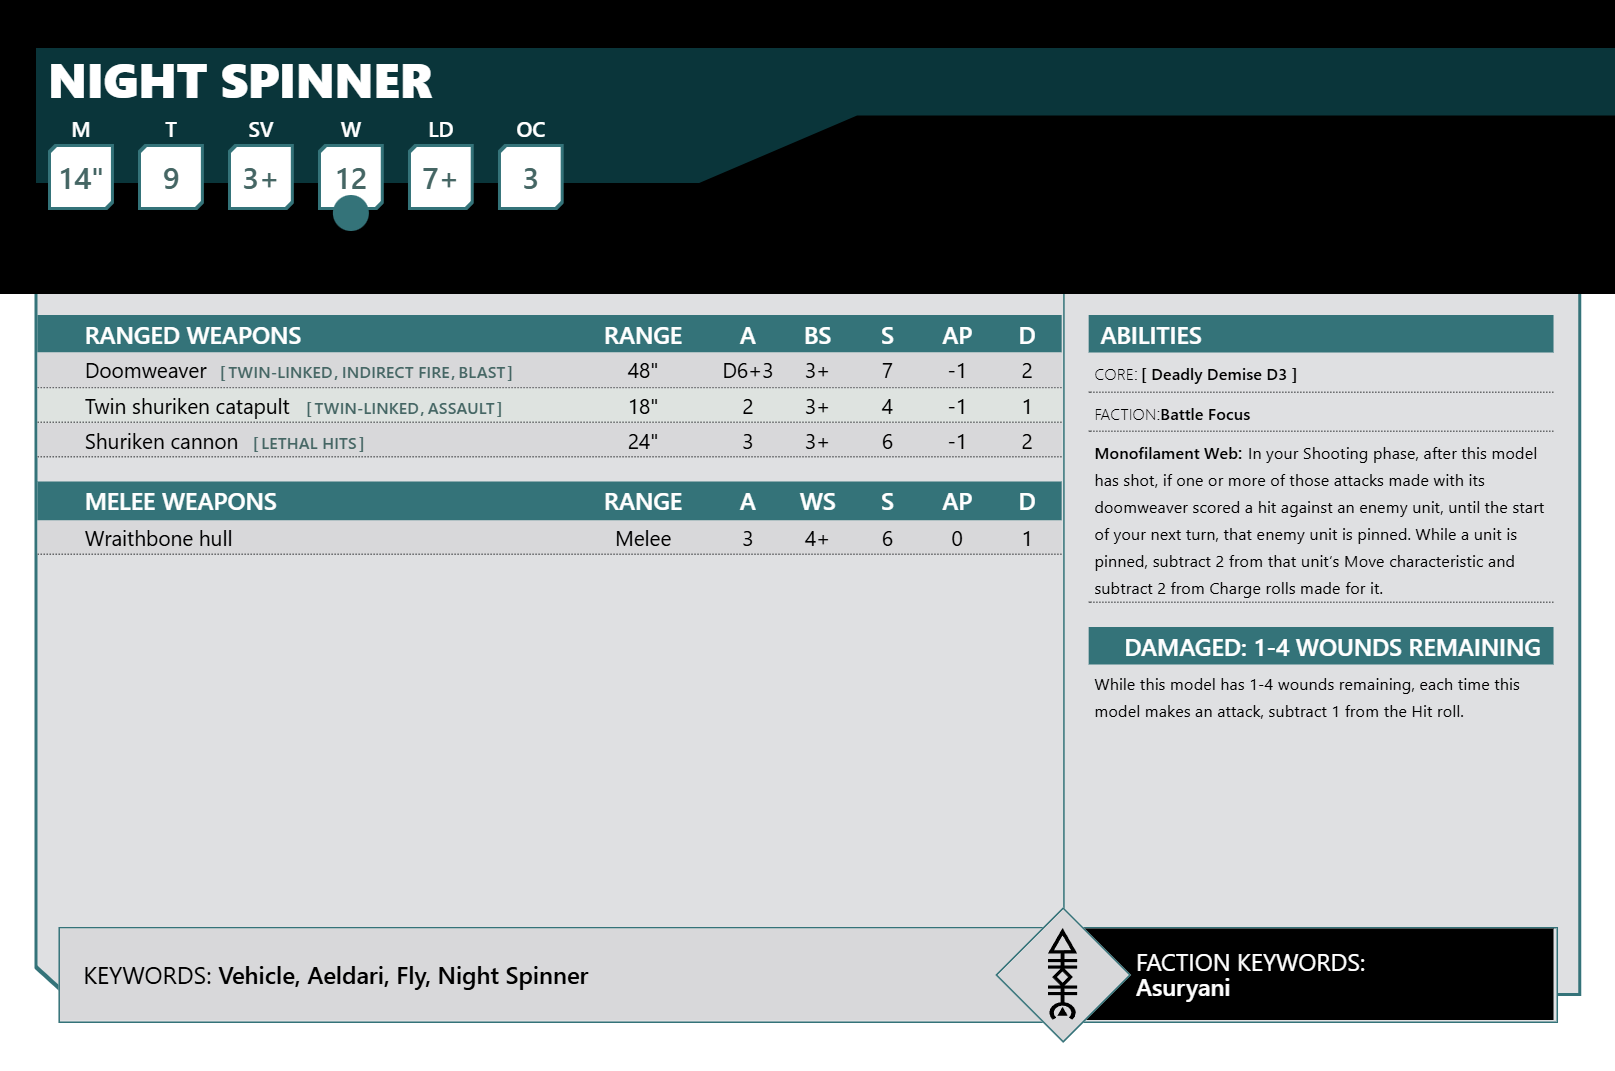 NIGHT SPINNER
M T SV W LD OC
14" 9 3+ 12 7+ 3
RANGED WEAPONS RANGE A BS S AP D
Doomweaver [TWIN-LINKED, INDIRECT FIRE, BLAST] 48" D6+3 3+ 7 -1 2
Twin shuriken catapult [TWIN-LINKED, ASSAULT] 18" 2 3+ 4 -1 1
Shuriken cannon [LETHAL HITS] 24" 3 3+ 6 -1 2
MELEE WEAPONS RANGE A WS S AP D
Wraithbone hull Melee 3 4+ 6 0 1
ABILITIES
CORE: [ Deadly Demise D3 ]
FACTION:Battle Focus
Monofilament Web: In your Shooting phase, after this model
has shot, if one or more of those attacks made with its
doomweaver scored a hit against an enemy unit, until the start
of your next turn, that enemy unit is pinned. While a unit is
pinned, subtract 2 from that unit's Move characteristic and
subtract 2 from Charge rolls made for it.
DAMAGED: 1-4 WOUNDS REMAINING
While this model has 1-4 wounds remaining, each time this
model makes an attack, subtract 1 from the Hit roll.
KEYWORDS: Vehicle, Aeldari, Fly, Night Spinner
FACTION KEYWORDS:
Asuryani